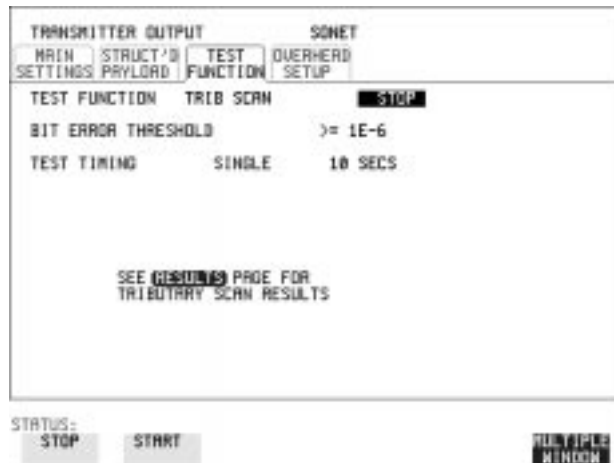 TRANSMITTER OUTPUT SONET
MAIN SETTINGS STRUCT'D PAYLOAD TEST FUNCTION OVERHEAD SETUP
TEST FUNCTION TRIB SCAN STOP
BIT ERROR THRESHOLD >= 1E-6
TEST TIMING SINGLE 10 SECS
SEE RESULTS PAGE FOR
TRIBUTARY SCAN RESULTS
STATUS:
STOP START MULTIPLE WINDOW